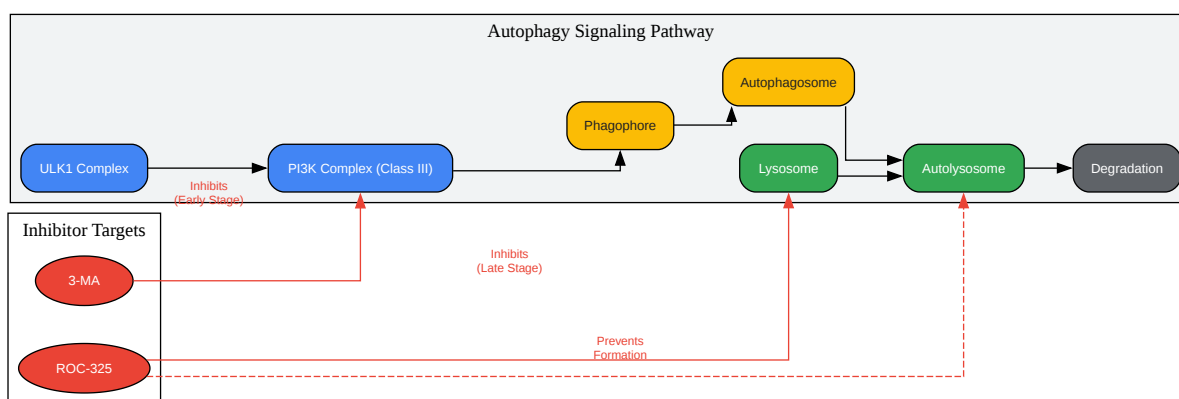 Autophagy Signaling Pathway
Autophagosome
Phagophore
ULK1 Complex
PI3K Complex (Class III)
Lysosome
Autolysosome
Degradation
Inhibits
(Early Stage)
Inhibitor Targets
3-MA
Inhibits
(Late Stage)
Prevents
Formation
ROC-325